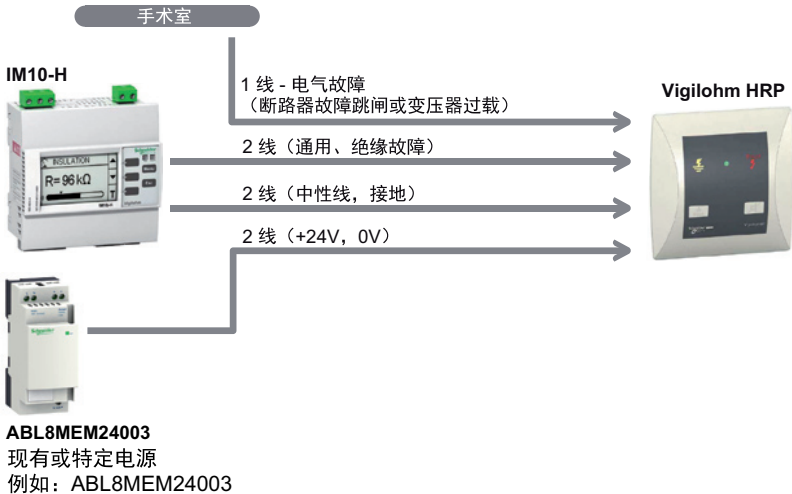 手术室
IM10-H
1 线 - 电气故障
（断路器故障跳闸或变压器过载）
Vigilohm HRP
2 线（通用、绝缘故障）
INSULATION
R= 96 kΩ
2 线（中性线，接地）
2 线（+24V，0V）
ABL8MEM24003
现有或特定电源
例如：ABL8MEM24003